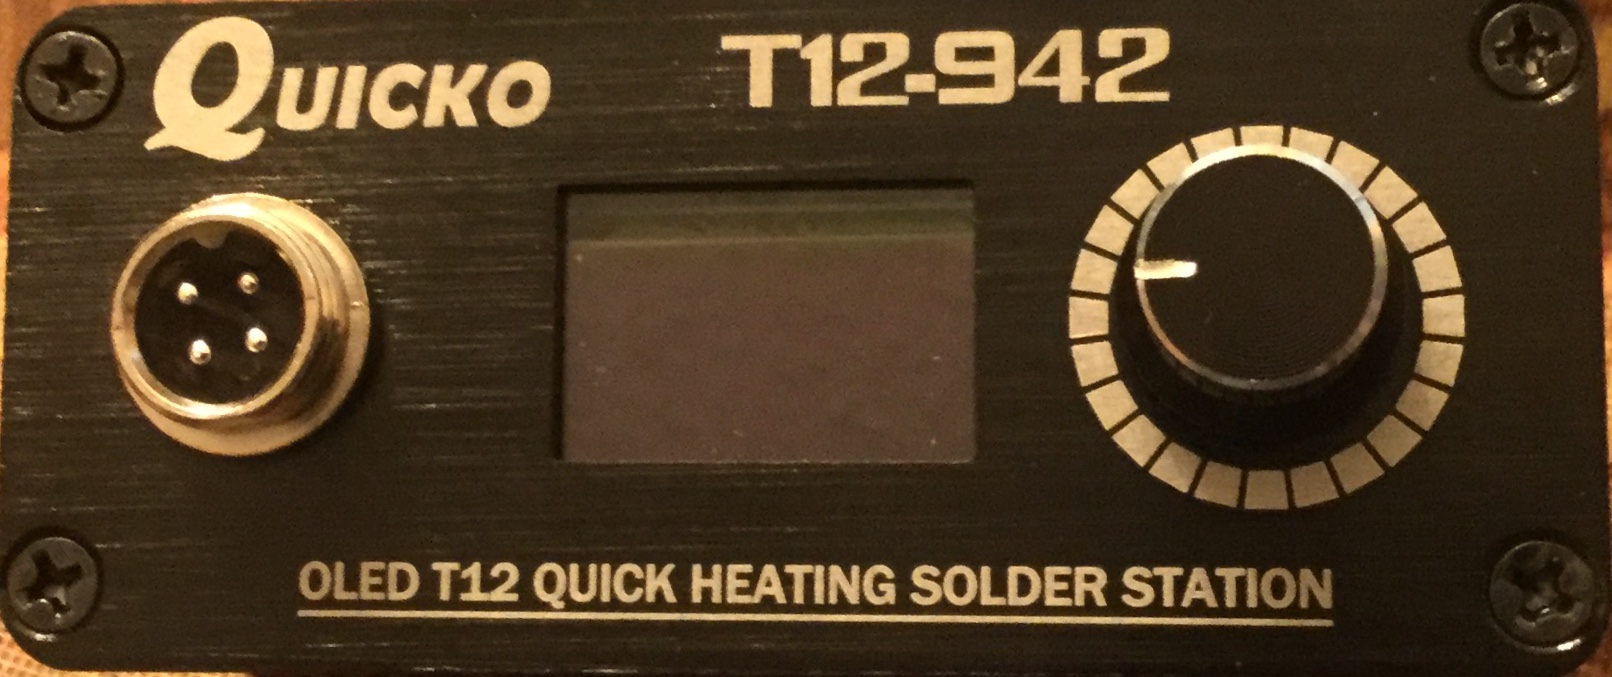 QUICKO
T12-942
OLED T12 QUICK HEATING SOLDER STATION